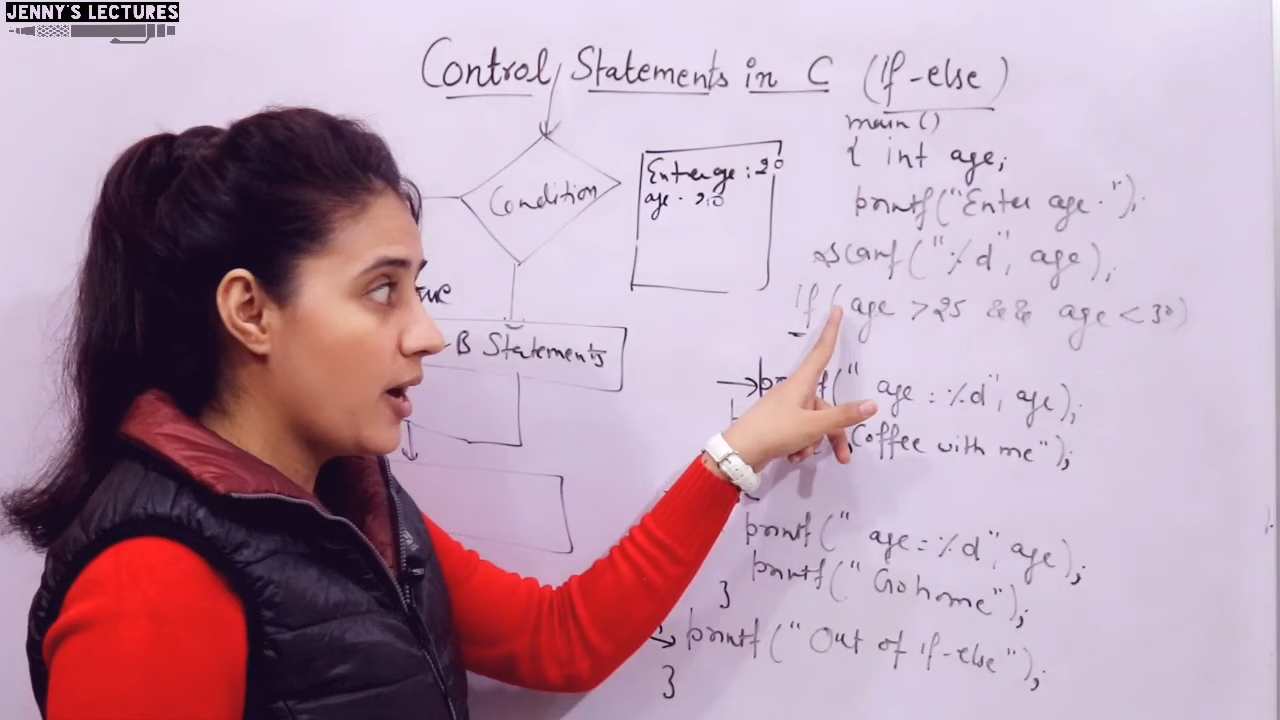 JENNY'S LECTURES
Control Statements in C (If-else)
Condition
Enter age : 20
age
B Statements
main()
{ int age;
printf("Enter age.");
scanf("%d", age);
if (age >25 && age <30)
printf(" age : %d", age);
Coffee with me");
printf(" age = %d", age);
printf(" Go home");
}
printf(" Out of if-else");
}